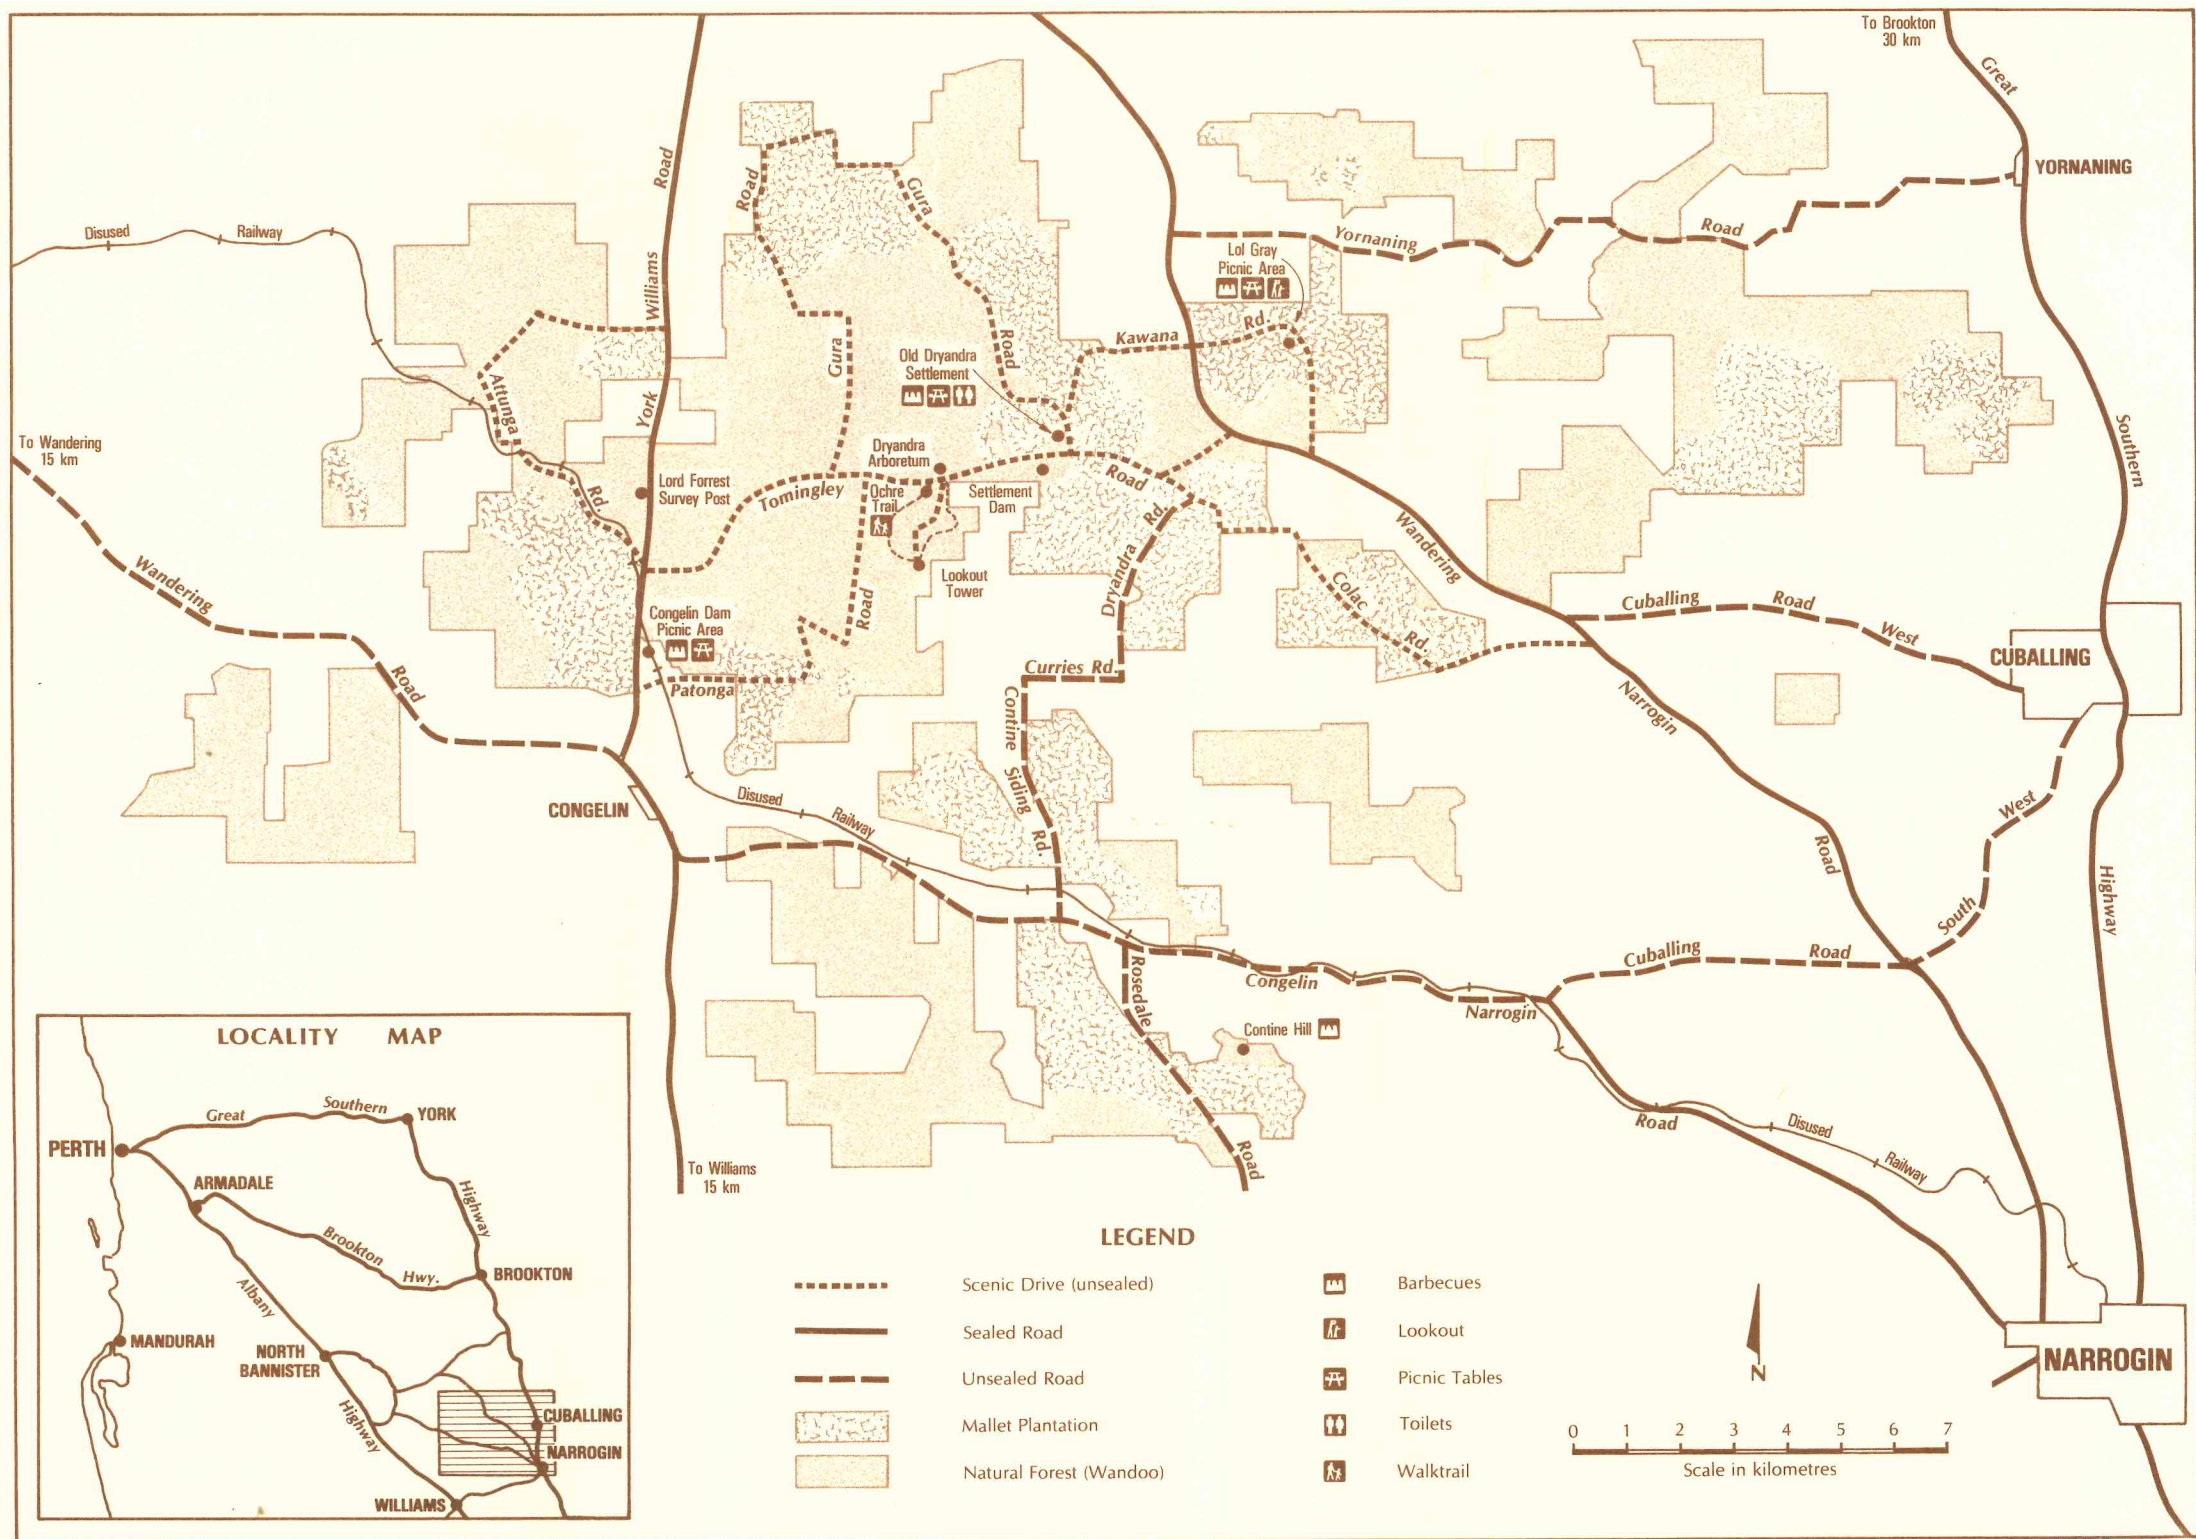 To Brookton
30 km
Great
YORNANING
Road
Road
Gura
Disused
Railway
Williams
Yornaning
Road
Lol Gray
Picnic Area
Rd.
Kawana
Road
Gura
Old Dryandra
Settlement
York
Attunga
Southern
To Wandering
15 km
Dryandra
Arboretum
Lord Forrest
Survey Post
Tomingley
Road
Ochre
Trail
Settlement
Dam
Rd.
Rd.
Wandering
Dryandra
Lookout
Tower
Colac
Rd.
Wandering
Road
Congelin Dam
Picnic Area
Road
Patonga
Curries Rd.
Cuballing
Road
West
CUBALLING
Narrogin
Contine
Siding
Rd.
CONGELIN
Disused
Railway
West
Road
Highway
South
Cuballing
Road
Rosedale
Congelin
Narrogin
Contine Hill
Road
Disused
Railway
Road
To Williams
15 km
LOCALITY MAP
Great
Southern
YORK
PERTH
ARMADALE
Highway
Brookton
Hwy.
BROOKTON
Albany
MANDURAH
NORTH
BANNISTER
Highway
CUBALLING
NARROGIN
WILLIAMS
LEGEND
Scenic Drive (unsealed)
Sealed Road
Unsealed Road
Mallet Plantation
Natural Forest (Wandoo)
Barbecues
Lookout
Picnic Tables
Toilets
Walktrail
N
0 1 2 3 4 5 6 7
Scale in kilometres
NARROGIN